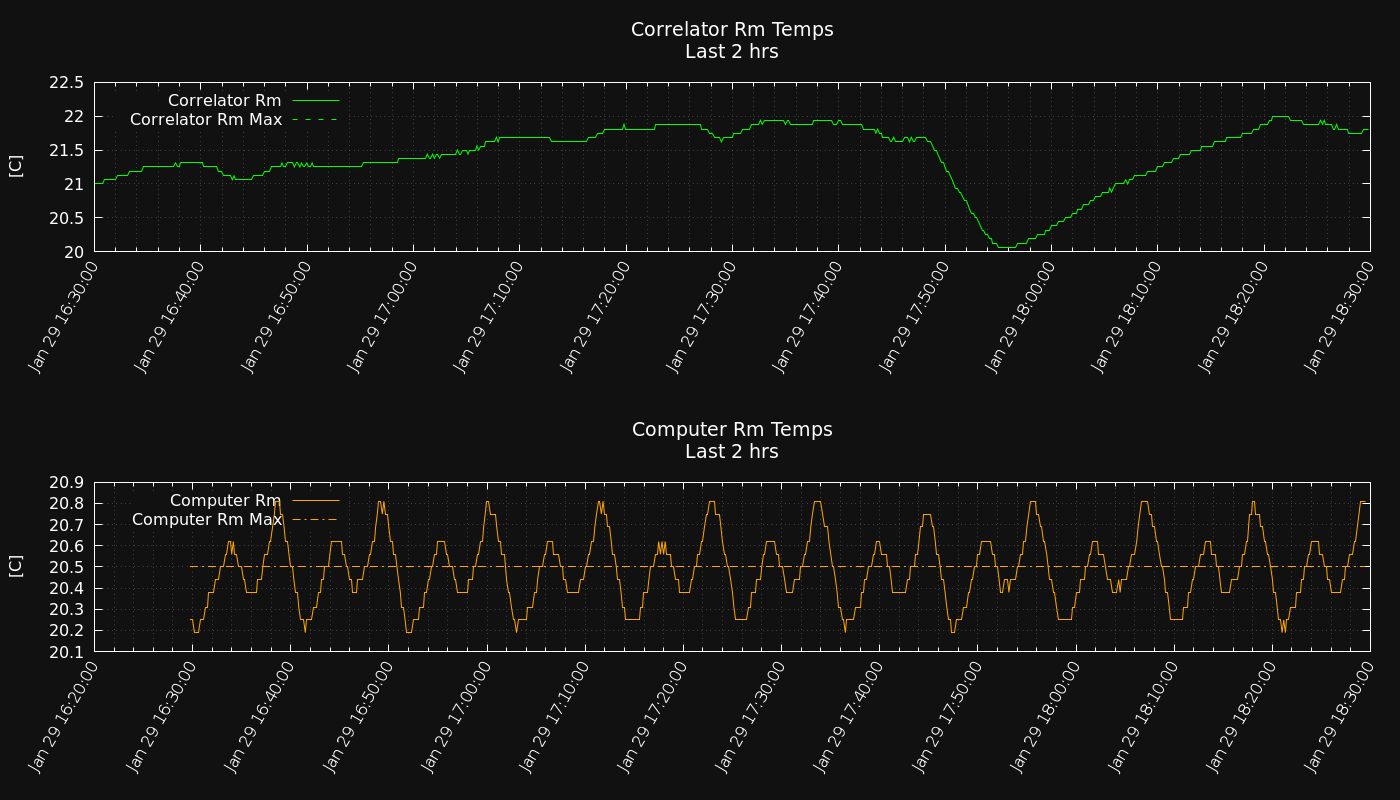 Correlator Rm Temps
Last 2 hrs
Correlator Rm
Correlator Rm Max
[C]
22.5
22
21.5
21
20.5
20
Jan 29 16:30:00
Jan 29 16:40:00
Jan 29 16:50:00
Jan 29 17:00:00
Jan 29 17:10:00
Jan 29 17:20:00
Jan 29 17:30:00
Jan 29 17:40:00
Jan 29 17:50:00
Jan 29 18:00:00
Jan 29 18:10:00
Jan 29 18:20:00
Jan 29 18:30:00
Computer Rm Temps
Last 2 hrs
Computer Rm
Computer Rm Max
[C]
20.9
20.8
20.7
20.6
20.5
20.4
20.3
20.2
20.1
Jan 29 16:20:00
Jan 29 16:30:00
Jan 29 16:40:00
Jan 29 16:50:00
Jan 29 17:00:00
Jan 29 17:10:00
Jan 29 17:20:00
Jan 29 17:30:00
Jan 29 17:40:00
Jan 29 17:50:00
Jan 29 18:00:00
Jan 29 18:10:00
Jan 29 18:20:00
Jan 29 18:30:00